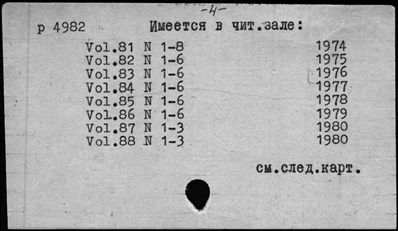 -4-
р 4982 Имеется в чит.зале:
Vol.81 N 1-8 1974
Vol.82 N 1-6 1975
Vol.83 N 1-6 1976
Vol.84 N 1-6 1977
Vol.85 N 1-6 1978
Vol.86 N 1-6 1979
Vol.87 N 1-3 1980
Vol.88 N 1-3 1980
см.след.карт.